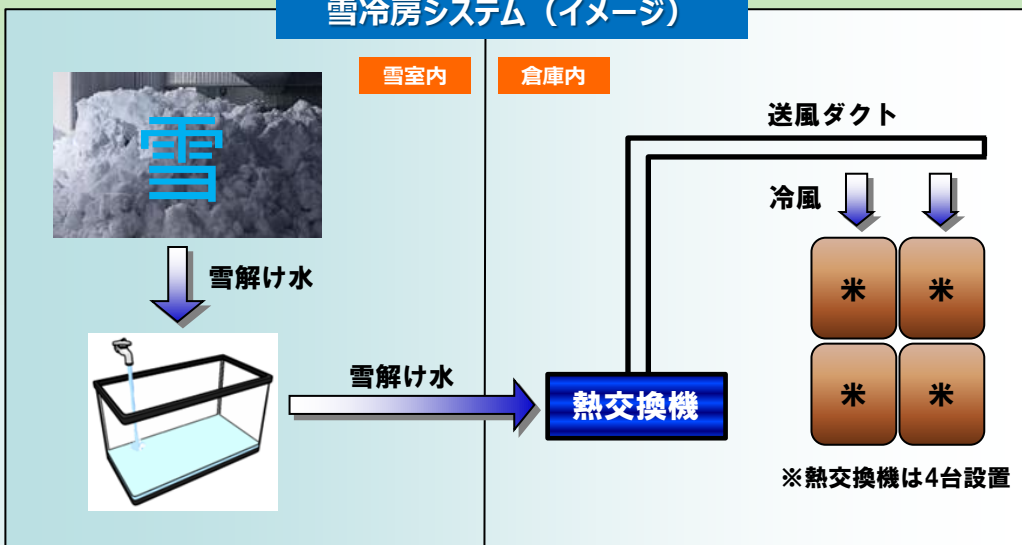 雪冷房システム（イメージ）
雪室内
倉庫内
雪
雪解け水
雪解け水
熱交換機
送風ダクト
冷風
米
米
米
米
※熱交換機は4台設置